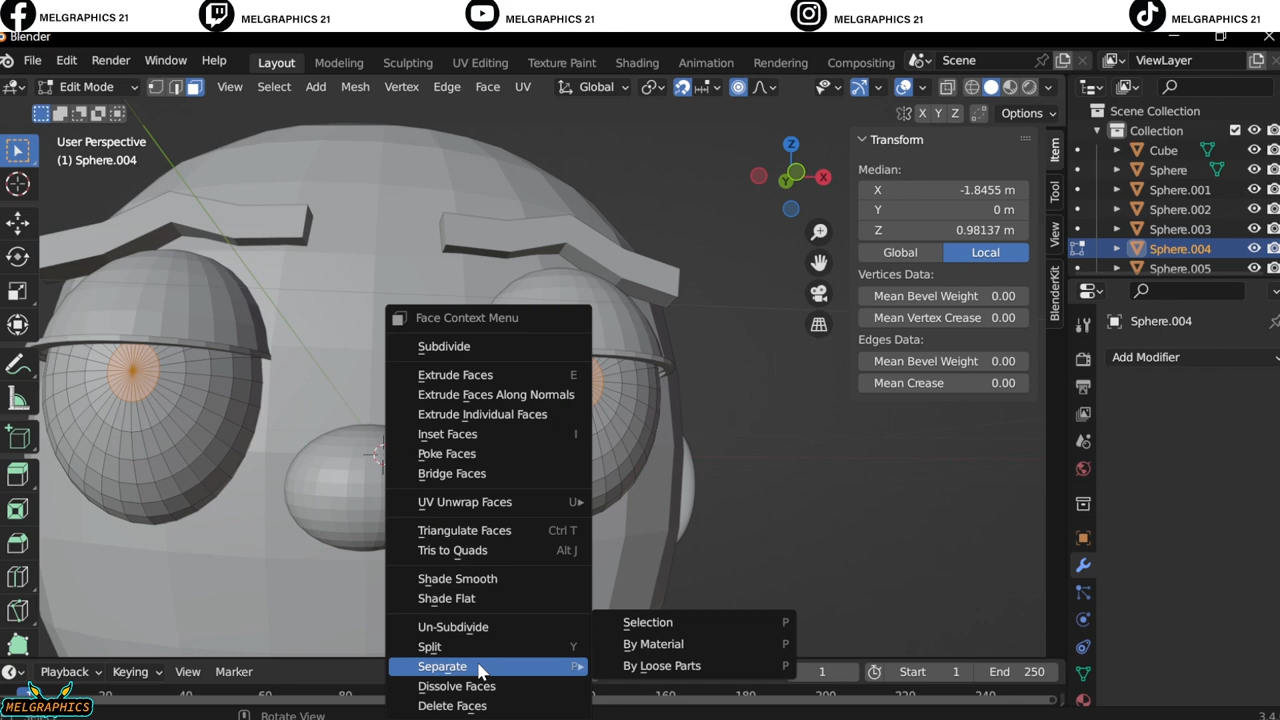 MELGRAPHICS 21 MELGRAPHICS 21 MELGRAPHICS 21 MELGRAPHICS 21 MELGRAPHICS 21
Blender
File Edit Render Window Help Layout Modeling Sculpting UV Editing Texture Paint Shading Animation Rendering Compositing Scene ViewLayer
Edit Mode View Select Add Mesh Vertex Edge Face UV Global
X Y Z Options
User Perspective
(1) Sphere.004
Z
X
Y
Transform
Median:
X -1.8455 m
Y 0 m
Z 0.98137 m
Global Local
Vertices Data:
Mean Bevel Weight 0.00
Mean Vertex Crease 0.00
Edges Data:
Mean Bevel Weight 0.00
Mean Crease 0.00
Item
Tool
View
BlenderKit
Scene Collection
Collection
Cube
Sphere
Sphere.001
Sphere.002
Sphere.003
Sphere.004
Sphere.005
Sphere.004
Add Modifier
Face Context Menu
Subdivide
Extrude Faces E
Extrude Faces Along Normals
Extrude Individual Faces
Inset Faces I
Poke Faces
Bridge Faces
UV Unwrap Faces U
Triangulate Faces Ctrl T
Tris to Quads Alt J
Shade Smooth
Shade Flat
Un-Subdivide
Split Y
Separate P
Dissolve Faces
Delete Faces
Selection P
By Material P
By Loose Parts P
Playback Keying View Marker 1 Start 1 End 250
20 80 200 220 240
MELGRAPHICS
Rotate View 3.4